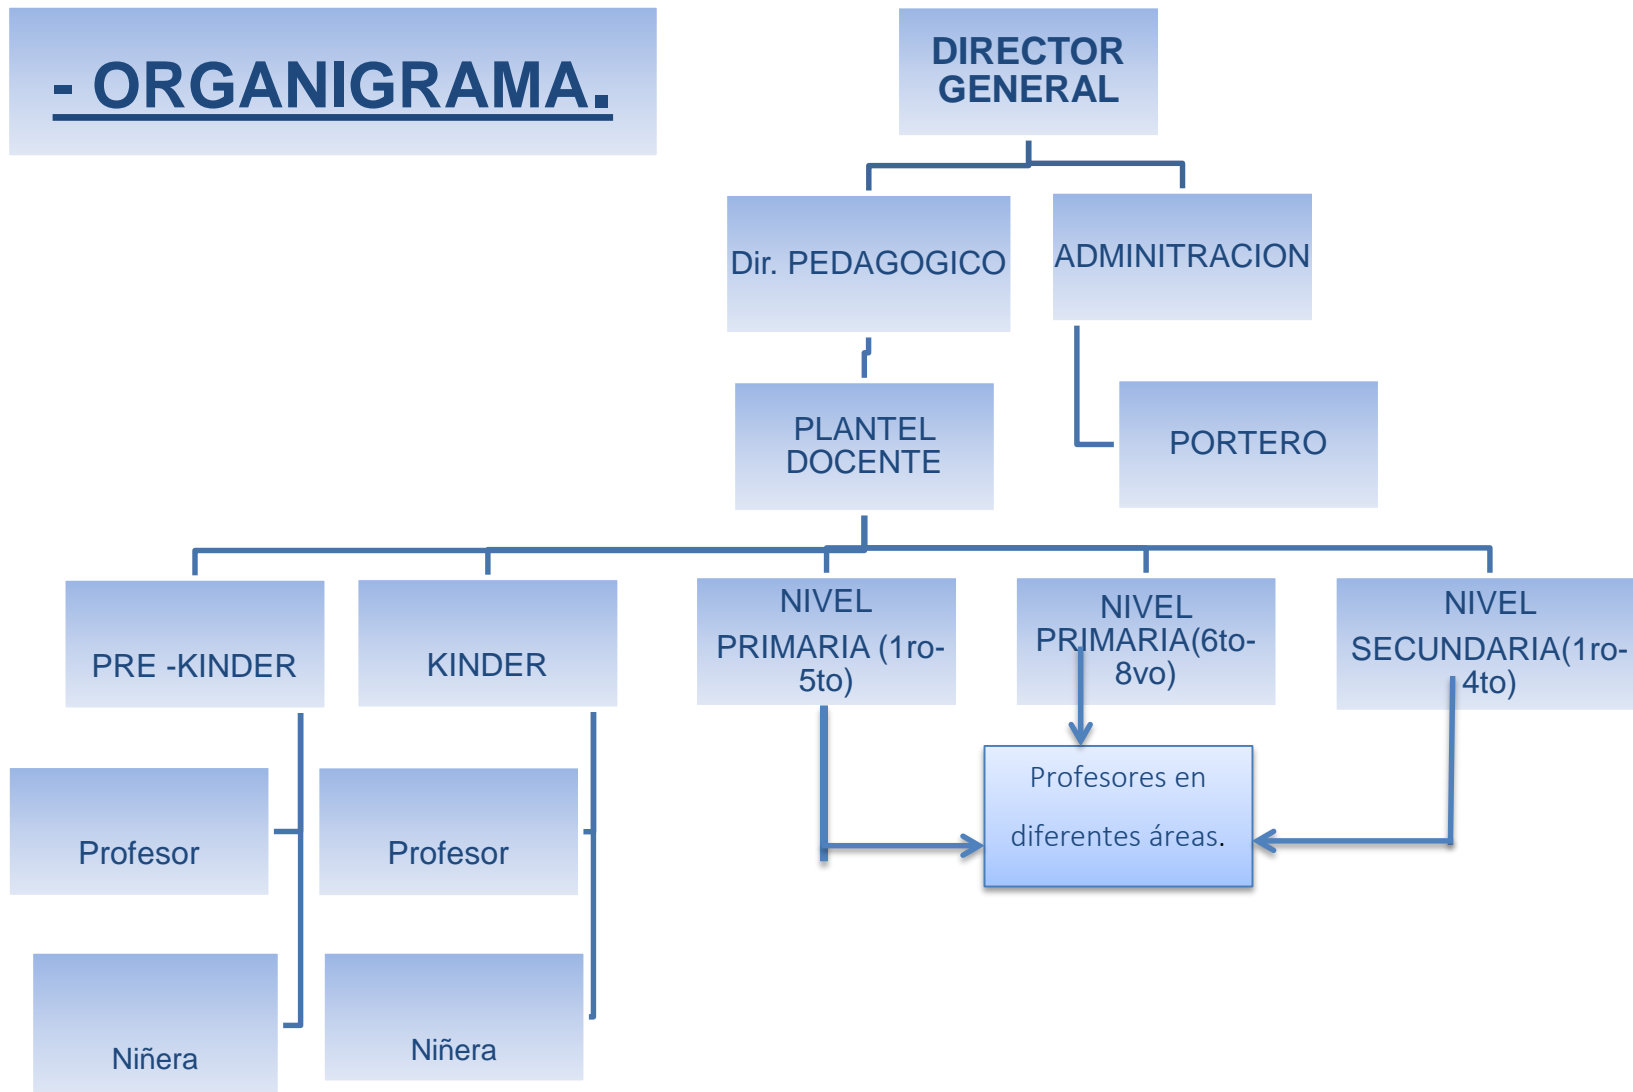 - ORGANIGRAMA.
DIRECTOR
GENERAL
Dir. PEDAGOGICO
ADMINITRACION
PLANTEL
DOCENTE
PORTERO
PRE -KINDER
KINDER
NIVEL
PRIMARIA (1ro-
5to)
NIVEL
PRIMARIA(6to-
8vo)
NIVEL
SECUNDARIA(1ro-
4to)
Profesor
Profesor
Profesores en
diferentes áreas.
Niñera
Niñera